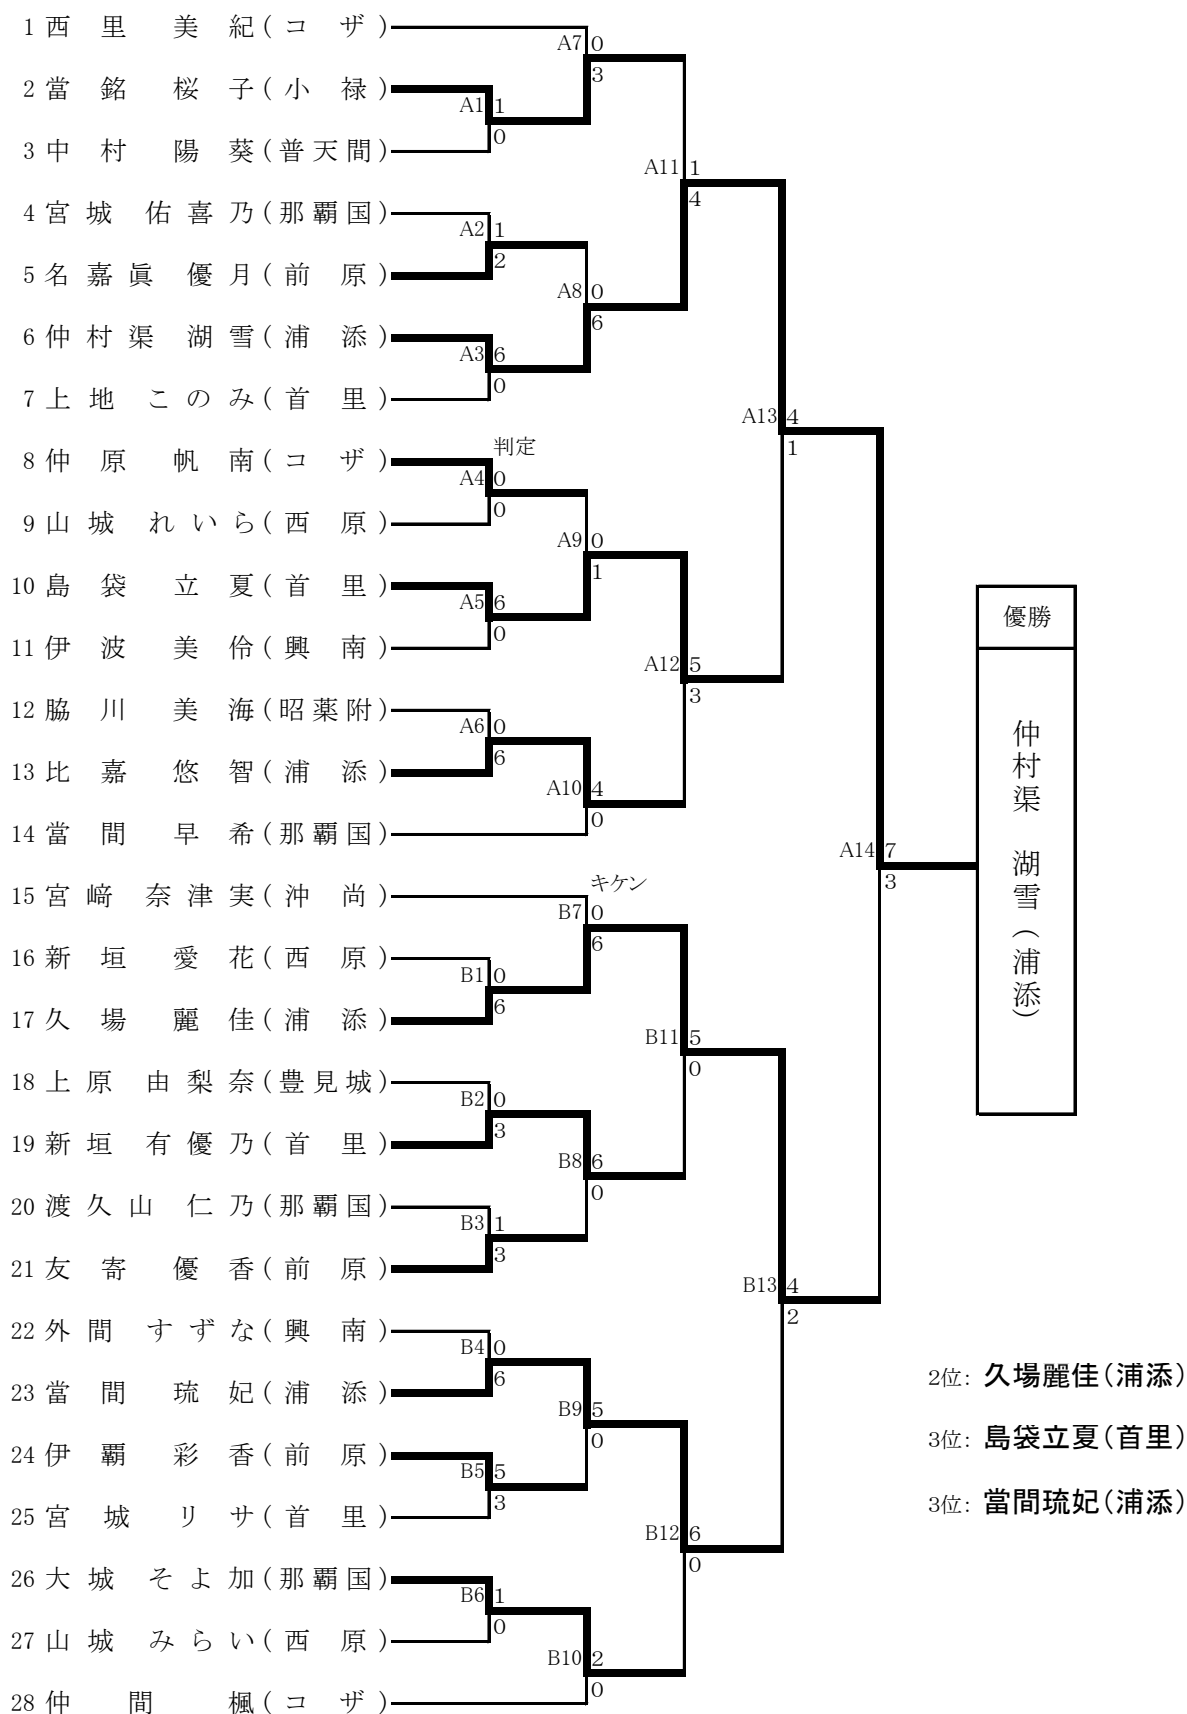 1 西里 美紀(コザ)
A7 0
3
2 當銘 桜子(小禄)
A1 1
0
3 中村 陽葵(普天間)
A11 1
4
4 宮城 佑喜乃(那覇国)
A2 1
2
5 名嘉眞 優月(前原)
A8 0
6
6 仲村渠 湖雪(浦添)
A3 6
0
7 上地 このみ(首里)
A13 4
1
8 仲原 帆南(コザ)
判定
A4 0
0
9 山城 れいら(西原)
A9 0
1
10 島袋 立夏(首里)
A5 6
0
11 伊波 美伶(興南)
A12 5
3
12 脇川 美海(昭薬附)
A6 0
6
13 比嘉 悠智(浦添)
A10 4
0
14 當間 早希(那覇国)
A14 7
3
15 宮﨑 奈津実(沖尚)
キケン
B7 0
6
16 新垣 愛花(西原)
B1 0
6
17 久場 麗佳(浦添)
B11 5
0
18 上原 由梨奈(豊見城)
B2 0
3
19 新垣 有優乃(首里)
B8 6
0
20 渡久山 仁乃(那覇国)
B3 1
3
21 友寄 優香(前原)
B13 4
2
22 外間 すずな(興南)
B4 0
6
23 當間 琉妃(浦添)
B9 5
0
24 伊覇 彩香(前原)
B5 5
3
25 宮城 リサ(首里)
B12 6
0
26 大城 そよ加(那覇国)
B6 1
0
27 山城 みらい(西原)
B10 2
0
28 仲間 楓(コザ)
優勝
仲村渠 湖雪(浦添)
2位: 久場麗佳(浦添)
3位: 島袋立夏(首里)
3位: 當間琉妃(浦添)